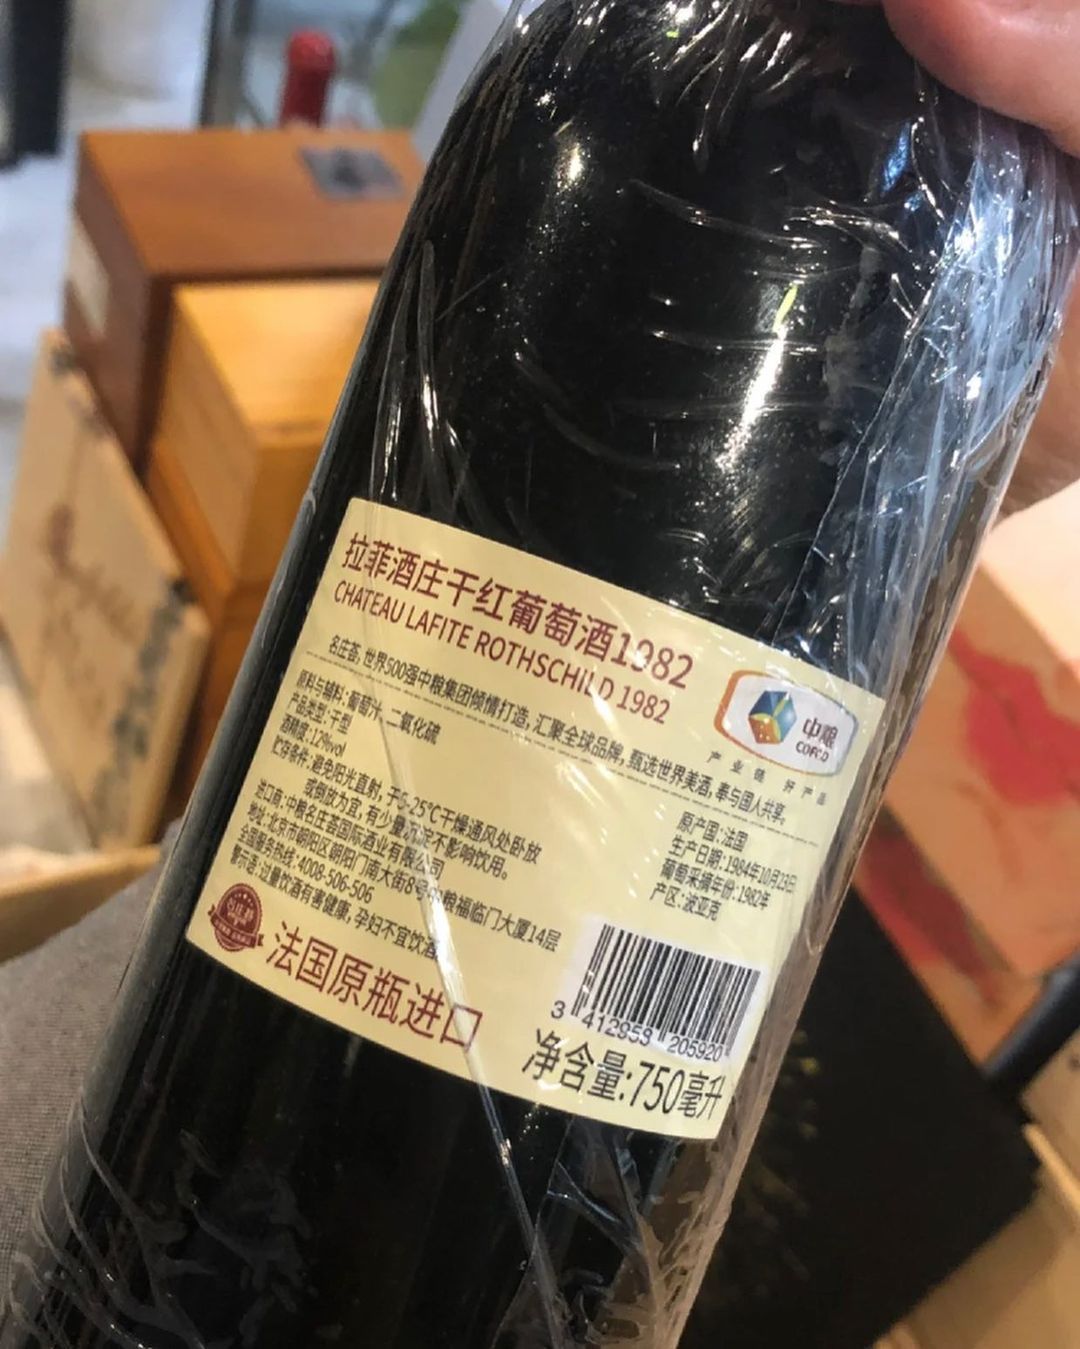 拉菲酒庄干红葡萄酒1982
CHATEAU LAFITE ROTHSCHILD 1982
中粮
COFCO
产业链 好产品
名庄荟,世界500强中粮集团倾情打造,汇聚全球品牌,甄选世界美酒,奉与国人共享。
原料与辅料:葡萄汁,二氧化硫
产品类型:干型
酒精度:12%vol
贮存条件:避免阳光直射,于5-25℃干燥通风处卧放
或倒放为宜,有少量沉淀不影响饮用。
进口商:中粮名庄荟国际酒业有限公司
地址:北京市朝阳区朝阳门南大街8号中粮福临门大厦14层
全国服务热线:4008-506-506
警示语:过量饮酒有害健康,孕妇不宜饮酒
原产国:法国
生产日期:1984年10月23日
葡萄采摘年份:1982年
产区:波亚克
法国原瓶进口
3 412953 205920
净含量:750毫升